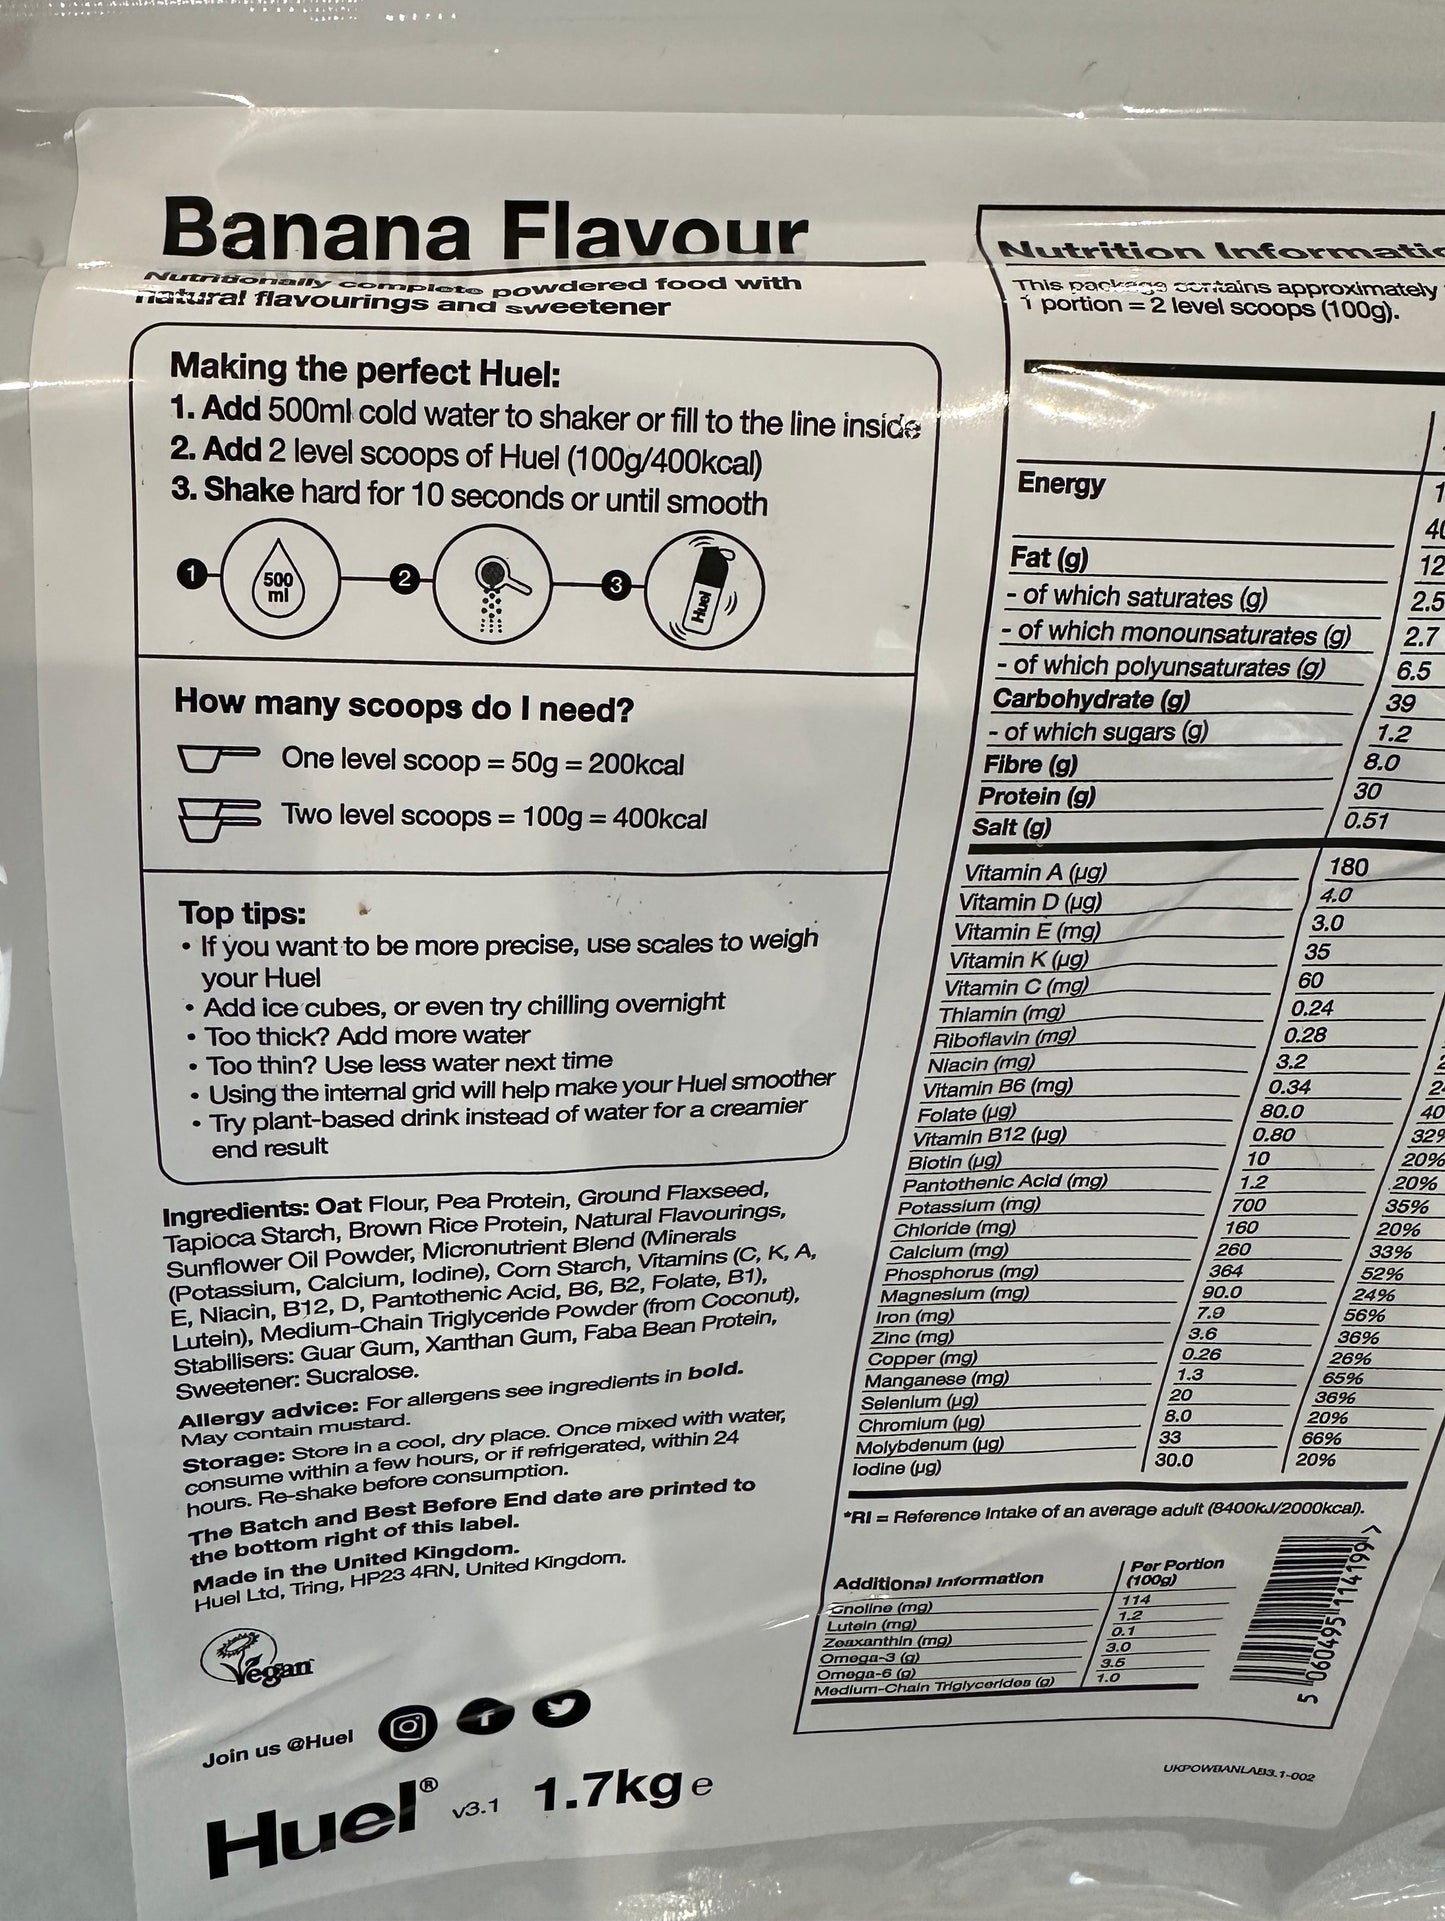 Banana Flavour
Nutritionally complete powdered food with
natural flavourings and sweetener
Making the perfect Huel:
1. Add 500ml cold water to shaker or fill to the line inside
2. Add 2 level scoops of Huel (100g/400kcal)
3. Shake hard for 10 seconds or until smooth
1
500
ml
2
3
Huel
How many scoops do I need?
One level scoop = 50g = 200kcal
Two level scoops = 100g = 400kcal
Top tips:
• If you want to be more precise, use scales to weigh
your Huel
• Add ice cubes, or even try chilling overnight
• Too thick? Add more water
• Too thin? Use less water next time
• Using the internal grid will help make your Huel smoother
• Try plant-based drink instead of water for a creamier
end result
Ingredients: Oat Flour, Pea Protein, Ground Flaxseed,
Tapioca Starch, Brown Rice Protein, Natural Flavourings,
Sunflower Oil Powder, Micronutrient Blend (Minerals
(Potassium, Calcium, Iodine), Corn Starch, Vitamins (C, K, A,
E, Niacin, B12, D, Pantothenic Acid, B6, B2, Folate, B1),
Lutein), Medium-Chain Triglyceride Powder (from Coconut),
Stabilisers: Guar Gum, Xanthan Gum, Faba Bean Protein,
Sweetener: Sucralose.
Allergy advice: For allergens see ingredients in bold.
May contain mustard.
Storage: Store in a cool, dry place. Once mixed with water,
consume within a few hours, or if refrigerated, within 24
hours. Re-shake before consumption.
The Batch and Best Before End date are printed to
the bottom right of this label.
Made in the United Kingdom.
Huel Ltd, Tring, HP23 4RN, United Kingdom.
Vegan
Join us @Huel
Huel® v3.1 1.7kg e
Nutrition Informatio
This package contains approximately
1 portion = 2 level scoops (100g).
Energy 1
40
Fat (g) 12
- of which saturates (g) 2.5
- of which monounsaturates (g) 2.7
- of which polyunsaturates (g) 6.5
Carbohydrate (g) 39
- of which sugars (g) 1.2
Fibre (g) 8.0
Protein (g) 30
Salt (g) 0.51
Vitamin A (µg) 180
Vitamin D (µg) 4.0
Vitamin E (mg) 3.0
Vitamin K (µg) 35
Vitamin C (mg) 60
Thiamin (mg) 0.24
Riboflavin (mg) 0.28
Niacin (mg) 3.2 2
Vitamin B6 (mg) 0.34 2
Folate (µg) 80.0 40
Vitamin B12 (µg) 0.80 32%
Biotin (µg) 10 20%
Pantothenic Acid (mg) 1.2 20%
Potassium (mg) 700 35%
Chloride (mg) 160 20%
Calcium (mg) 260 33%
Phosphorus (mg) 364 52%
Magnesium (mg) 90.0 24%
Iron (mg) 7.9 56%
Zinc (mg) 3.6 36%
Copper (mg) 0.26 26%
Manganese (mg) 1.3 65%
Selenium (µg) 20 36%
Chromium (µg) 8.0 20%
Molybdenum (µg) 33 66%
Iodine (µg) 30.0 20%
*RI = Reference Intake of an average adult (8400kJ/2000kcal).
Additional Information Per Portion
(100g)
Choline (mg) 114
Lutein (mg) 1.2
Zeaxanthin (mg) 0.1
Omega-3 (g) 3.0
Omega-6 (g) 3.5
Medium-Chain Triglycerides (g) 1.0
5 060495 114199 >
UKPOWBANLAB3.1-002